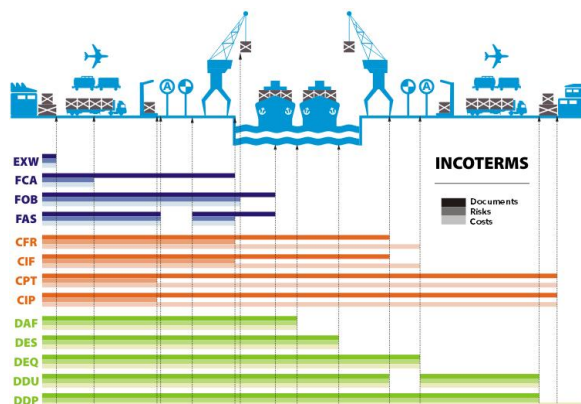 A
A
EXW
INCOTERMS
FCA
FOB
Documents
Risks
FAS
Costs
CFR
CIF
CPT
CIP
DAF
DES
DEQ
DDU
DDP